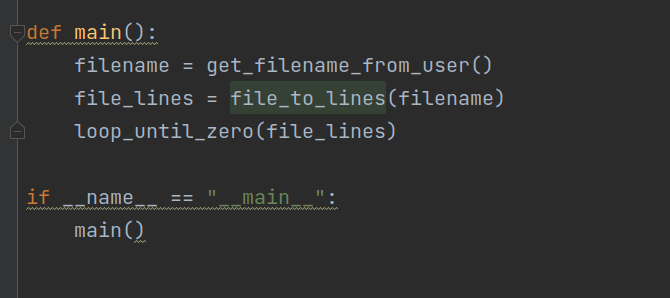 def main():
    filename = get_filename_from_user()
    file_lines = file_to_lines(filename)
    loop_until_zero(file_lines)
if __name__ == "__main__":
    main()